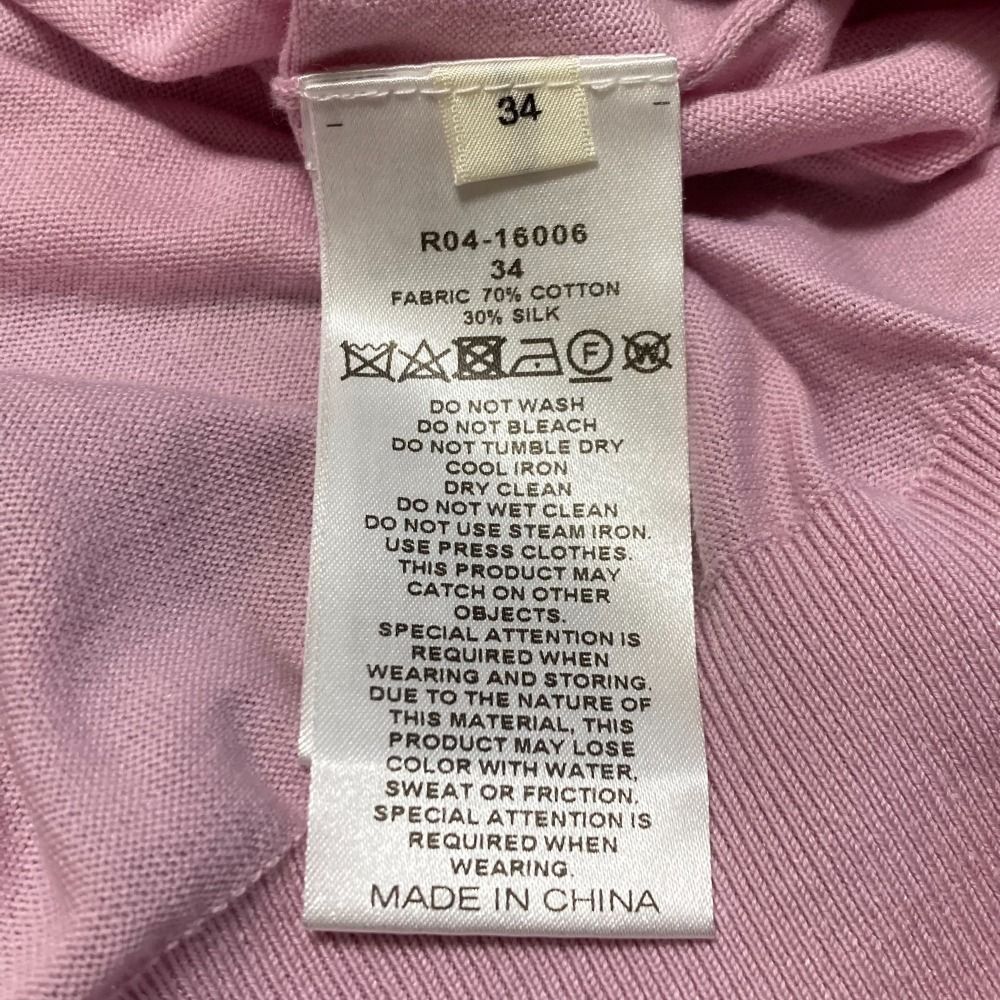 34
R04-16006
34
FABRIC 70% COTTON
30% SILK
F W
DO NOT WASH
DO NOT BLEACH
DO NOT TUMBLE DRY
COOL IRON
DRY CLEAN
DO NOT WET CLEAN
DO NOT USE STEAM IRON.
USE PRESS CLOTHES.
THIS PRODUCT MAY
CATCH ON OTHER
OBJECTS.
SPECIAL ATTENTION IS
REQUIRED WHEN
WEARING AND STORING.
DUE TO THE NATURE OF
THIS MATERIAL, THIS
PRODUCT MAY LOSE
COLOR WITH WATER,
SWEAT OR FRICTION.
SPECIAL ATTENTION IS
REQUIRED WHEN
WEARING.
MADE IN CHINA